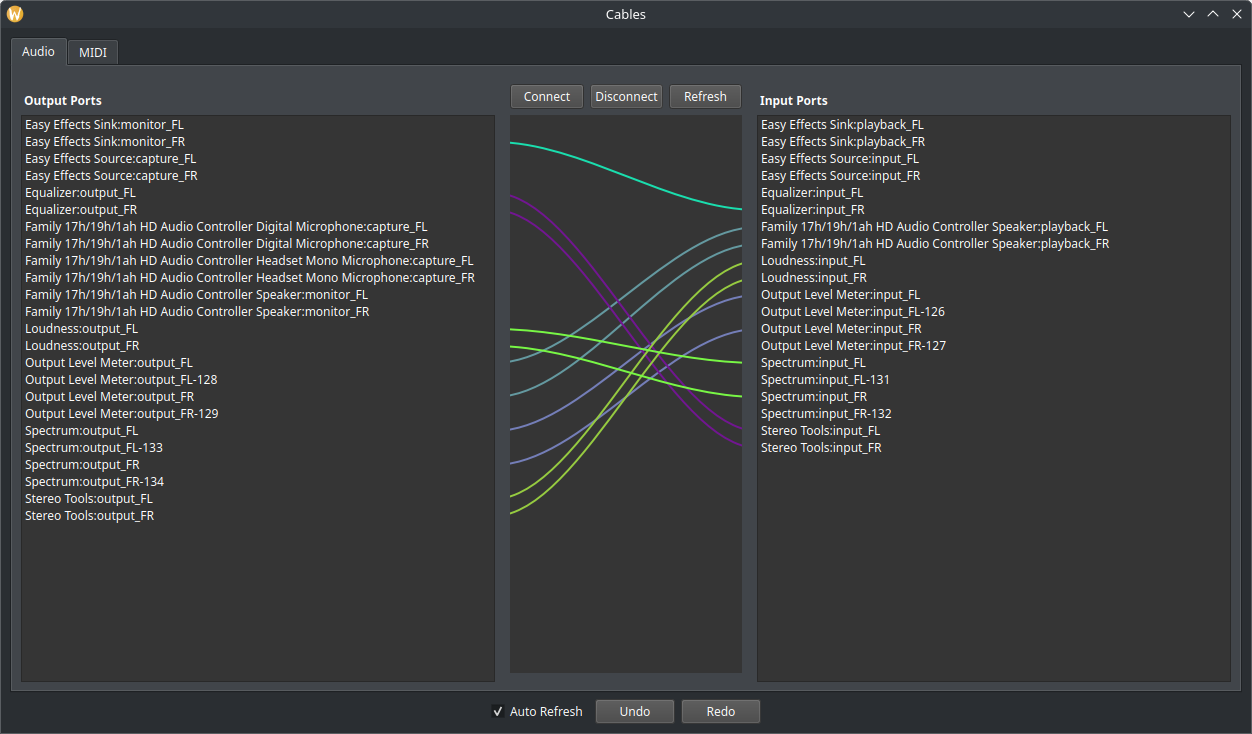 Cables
Audio
MIDI
Output Ports
Connect
Disconnect
Refresh
Input Ports
Easy Effects Sink:monitor_FL
Easy Effects Sink:monitor_FR
Easy Effects Source:capture_FL
Easy Effects Source:capture_FR
Equalizer:output_FL
Equalizer:output_FR
Family 17h/19h/1ah HD Audio Controller Digital Microphone:capture_FL
Family 17h/19h/1ah HD Audio Controller Digital Microphone:capture_FR
Family 17h/19h/1ah HD Audio Controller Headset Mono Microphone:capture_FL
Family 17h/19h/1ah HD Audio Controller Headset Mono Microphone:capture_FR
Family 17h/19h/1ah HD Audio Controller Speaker:monitor_FL
Family 17h/19h/1ah HD Audio Controller Speaker:monitor_FR
Loudness:output_FL
Loudness:output_FR
Output Level Meter:output_FL
Output Level Meter:output_FL-128
Output Level Meter:output_FR
Output Level Meter:output_FR-129
Spectrum:output_FL
Spectrum:output_FL-133
Spectrum:output_FR
Spectrum:output_FR-134
Stereo Tools:output_FL
Stereo Tools:output_FR
Easy Effects Sink:playback_FL
Easy Effects Sink:playback_FR
Easy Effects Source:input_FL
Easy Effects Source:input_FR
Equalizer:input_FL
Equalizer:input_FR
Family 17h/19h/1ah HD Audio Controller Speaker:playback_FL
Family 17h/19h/1ah HD Audio Controller Speaker:playback_FR
Loudness:input_FL
Loudness:input_FR
Output Level Meter:input_FL
Output Level Meter:input_FL-126
Output Level Meter:input_FR
Output Level Meter:input_FR-127
Spectrum:input_FL
Spectrum:input_FL-131
Spectrum:input_FR
Spectrum:input_FR-132
Stereo Tools:input_FL
Stereo Tools:input_FR
Auto Refresh
Undo
Redo